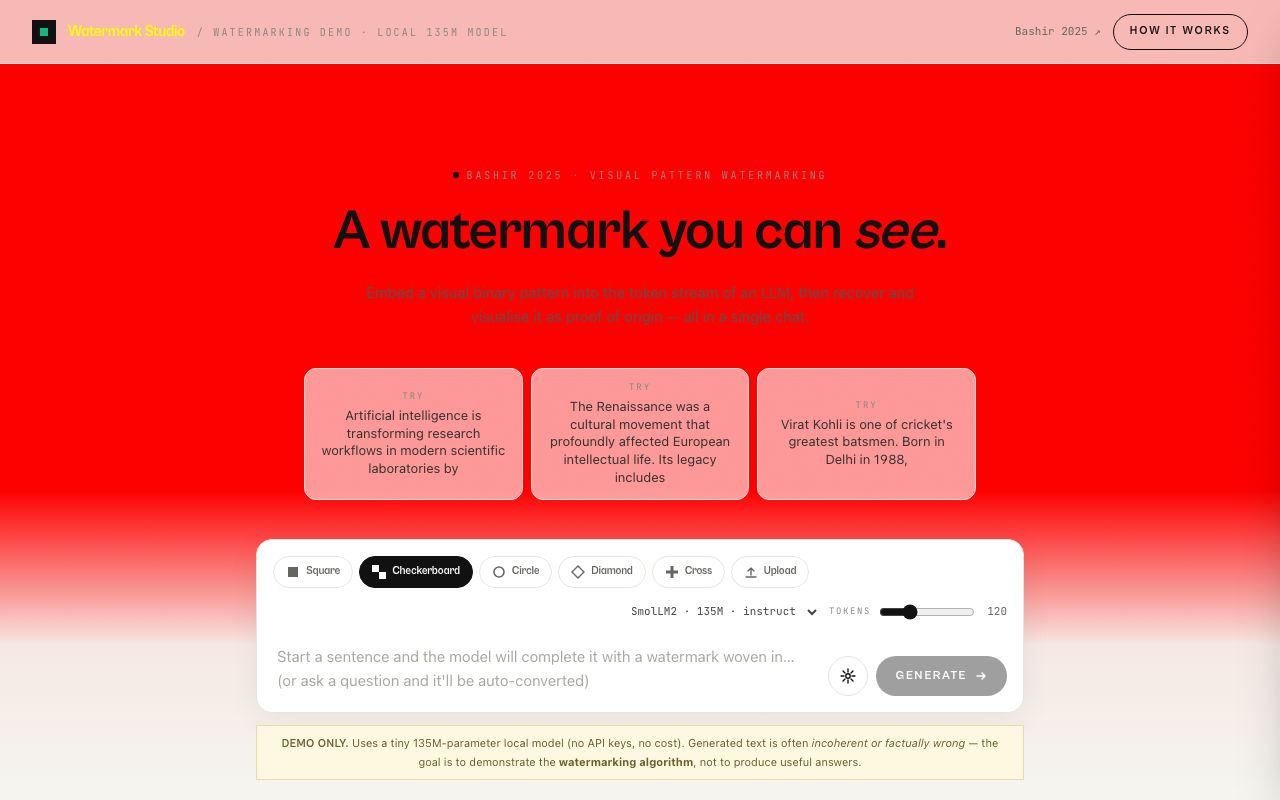 Watermark Studio / WATERMARKING DEMO · LOCAL 135M MODEL
Bashir 2025 ↗
HOW IT WORKS
BASHIR 2025 · VISUAL PATTERN WATERMARKING
A watermark you can see.
Embed a visual binary pattern into the token stream of an LLM, then recover and
visualise it as proof of origin — all in a single chat.
TRY
Artificial intelligence is
transforming research
workflows in modern scientific
laboratories by
TRY
The Renaissance was a
cultural movement that
profoundly affected European
intellectual life. Its legacy
includes
TRY
Virat Kohli is one of cricket's
greatest batsmen. Born in
Delhi in 1988,
Square
Checkerboard
Circle
Diamond
Cross
Upload
SmolLM2 · 135M · instruct
TOKENS
120
Start a sentence and the model will complete it with a watermark woven in...
(or ask a question and it'll be auto-converted)
GENERATE →
DEMO ONLY. Uses a tiny 135M-parameter local model (no API keys, no cost). Generated text is often incoherent or factually wrong — the
goal is to demonstrate the watermarking algorithm, not to produce useful answers.